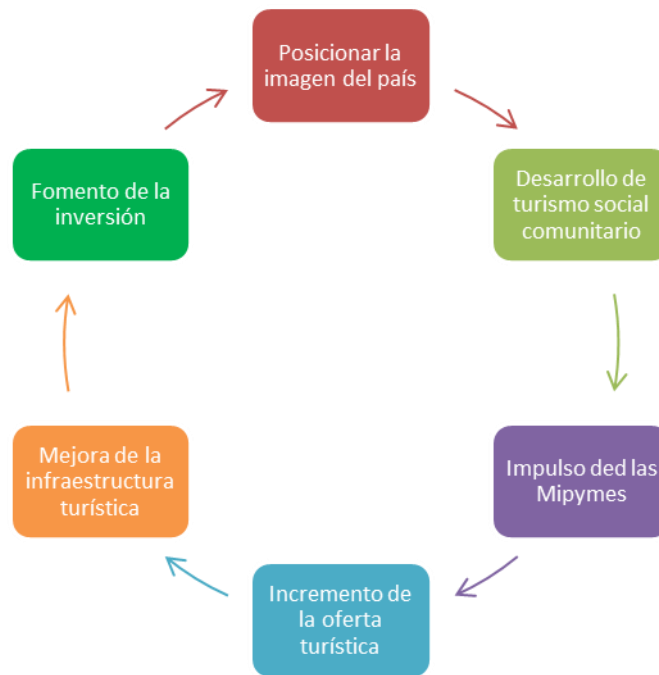 Posicionar la
imagen del país
Desarrollo de
turismo social
comunitario
Impulso ded las
Mipymes
Incremento de
la oferta
turística
Mejora de la
infraestructura
turística
Fomento de la
inversión